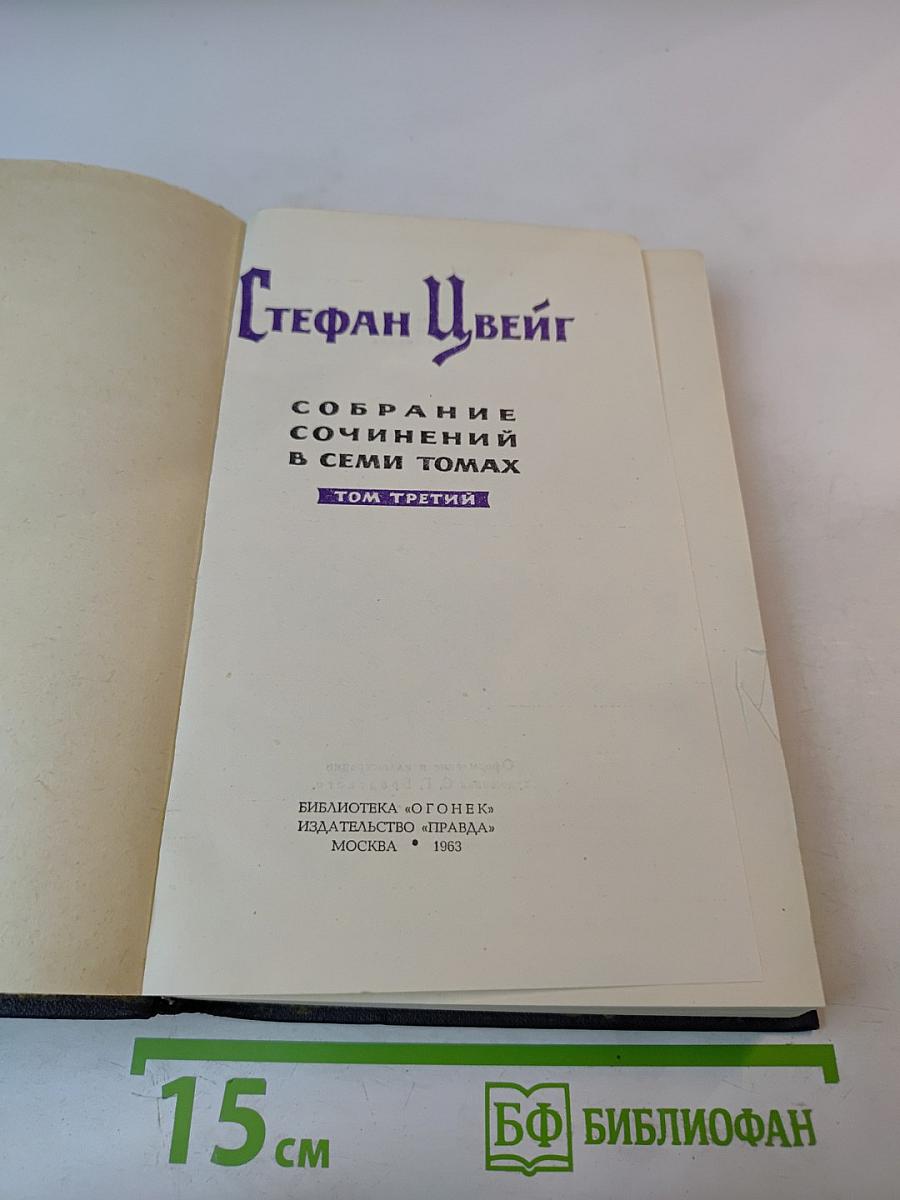 Стефан Цвейг
СОБРАНИЕ
СОЧИНЕНИЙ
В СЕМИ ТОМАХ
ТОМ ТРЕТИЙ
БИБЛИОТЕКА «ОГОНЕК»
ИЗДАТЕЛЬСТВО «ПРАВДА»
МОСКВА • 1963
15 см
БФ БИБЛИОФАН